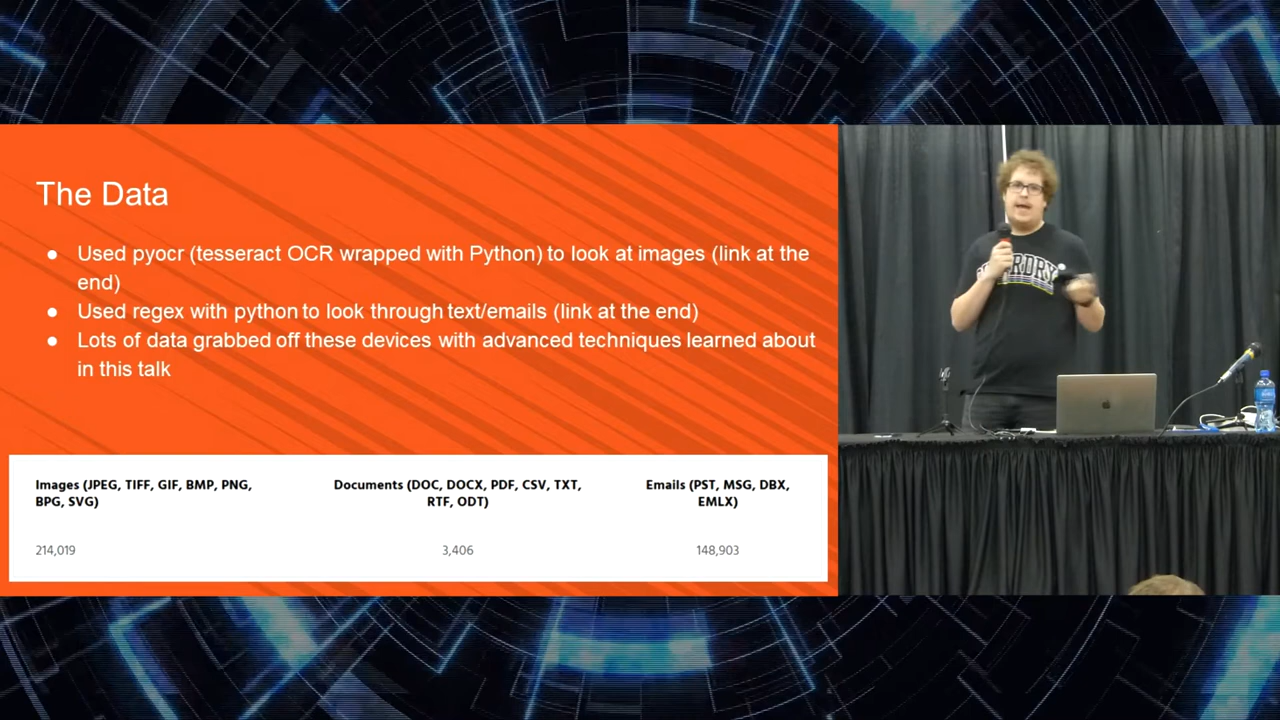 The Data
● Used pyocr (tesseract OCR wrapped with Python) to look at images (link at the
end)
● Used regex with python to look through text/emails (link at the end)
● Lots of data grabbed off these devices with advanced techniques learned about
in this talk
Images (JPEG, TIFF, GIF, BMP, PNG,
BPG, SVG)
Documents (DOC, DOCX, PDF, CSV, TXT,
RTF, ODT)
Emails (PST, MSG, DBX,
EMLX)
214,019
3,406
148,903